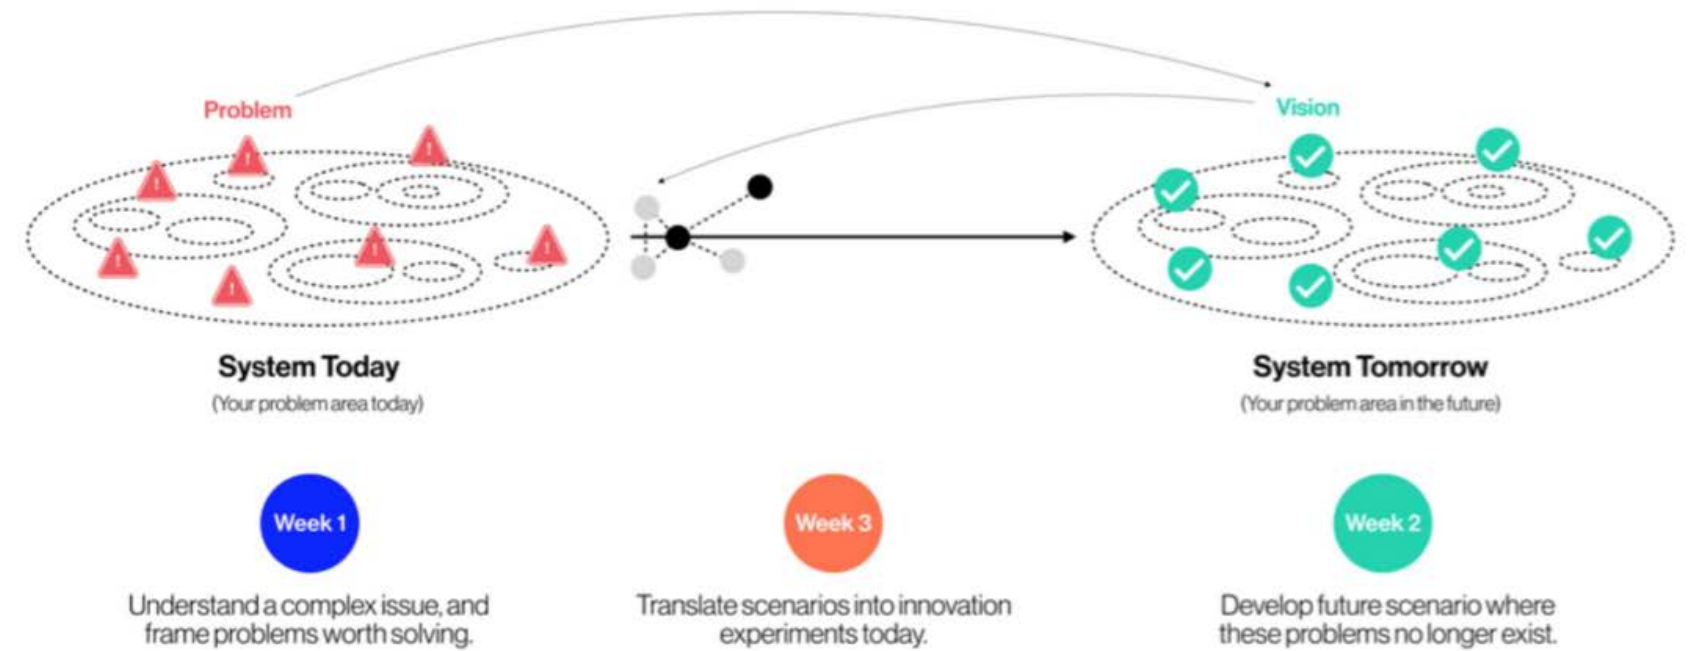 Problem
Vision
System Today
(Your problem area today)
System Tomorrow
(Your problem area in the future)
Week 1
Understand a complex issue, and
frame problems worth solving.
Week 3
Translate scenarios into innovation
experiments today.
Week 2
Develop future scenario where
these problems no longer exist.